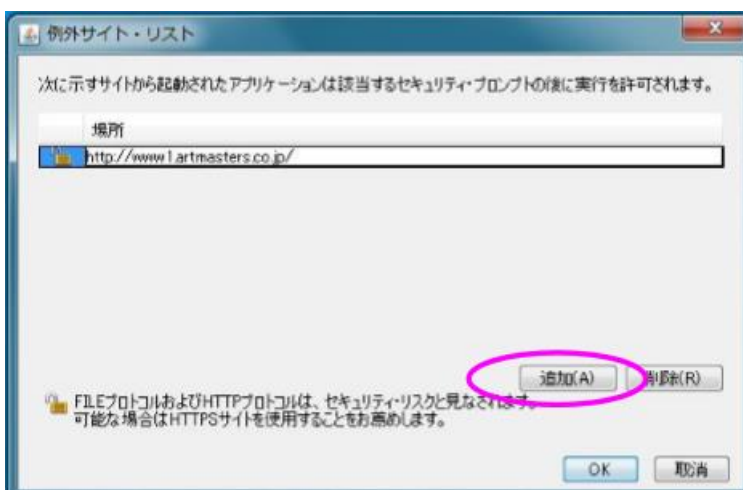 例外サイト・リスト
次に示すサイトから起動されたアプリケーションは該当するセキュリティ・プロンプトの後に実行を許可されます。
場所
http://www1.artmasters.co.jp/
追加(A)
削除(R)
FILEプロトコルおよびHTTPプロトコルは、セキュリティ・リスクと見なされます。
可能な場合はHTTPSサイトを使用することをお薦めします。
OK
取消